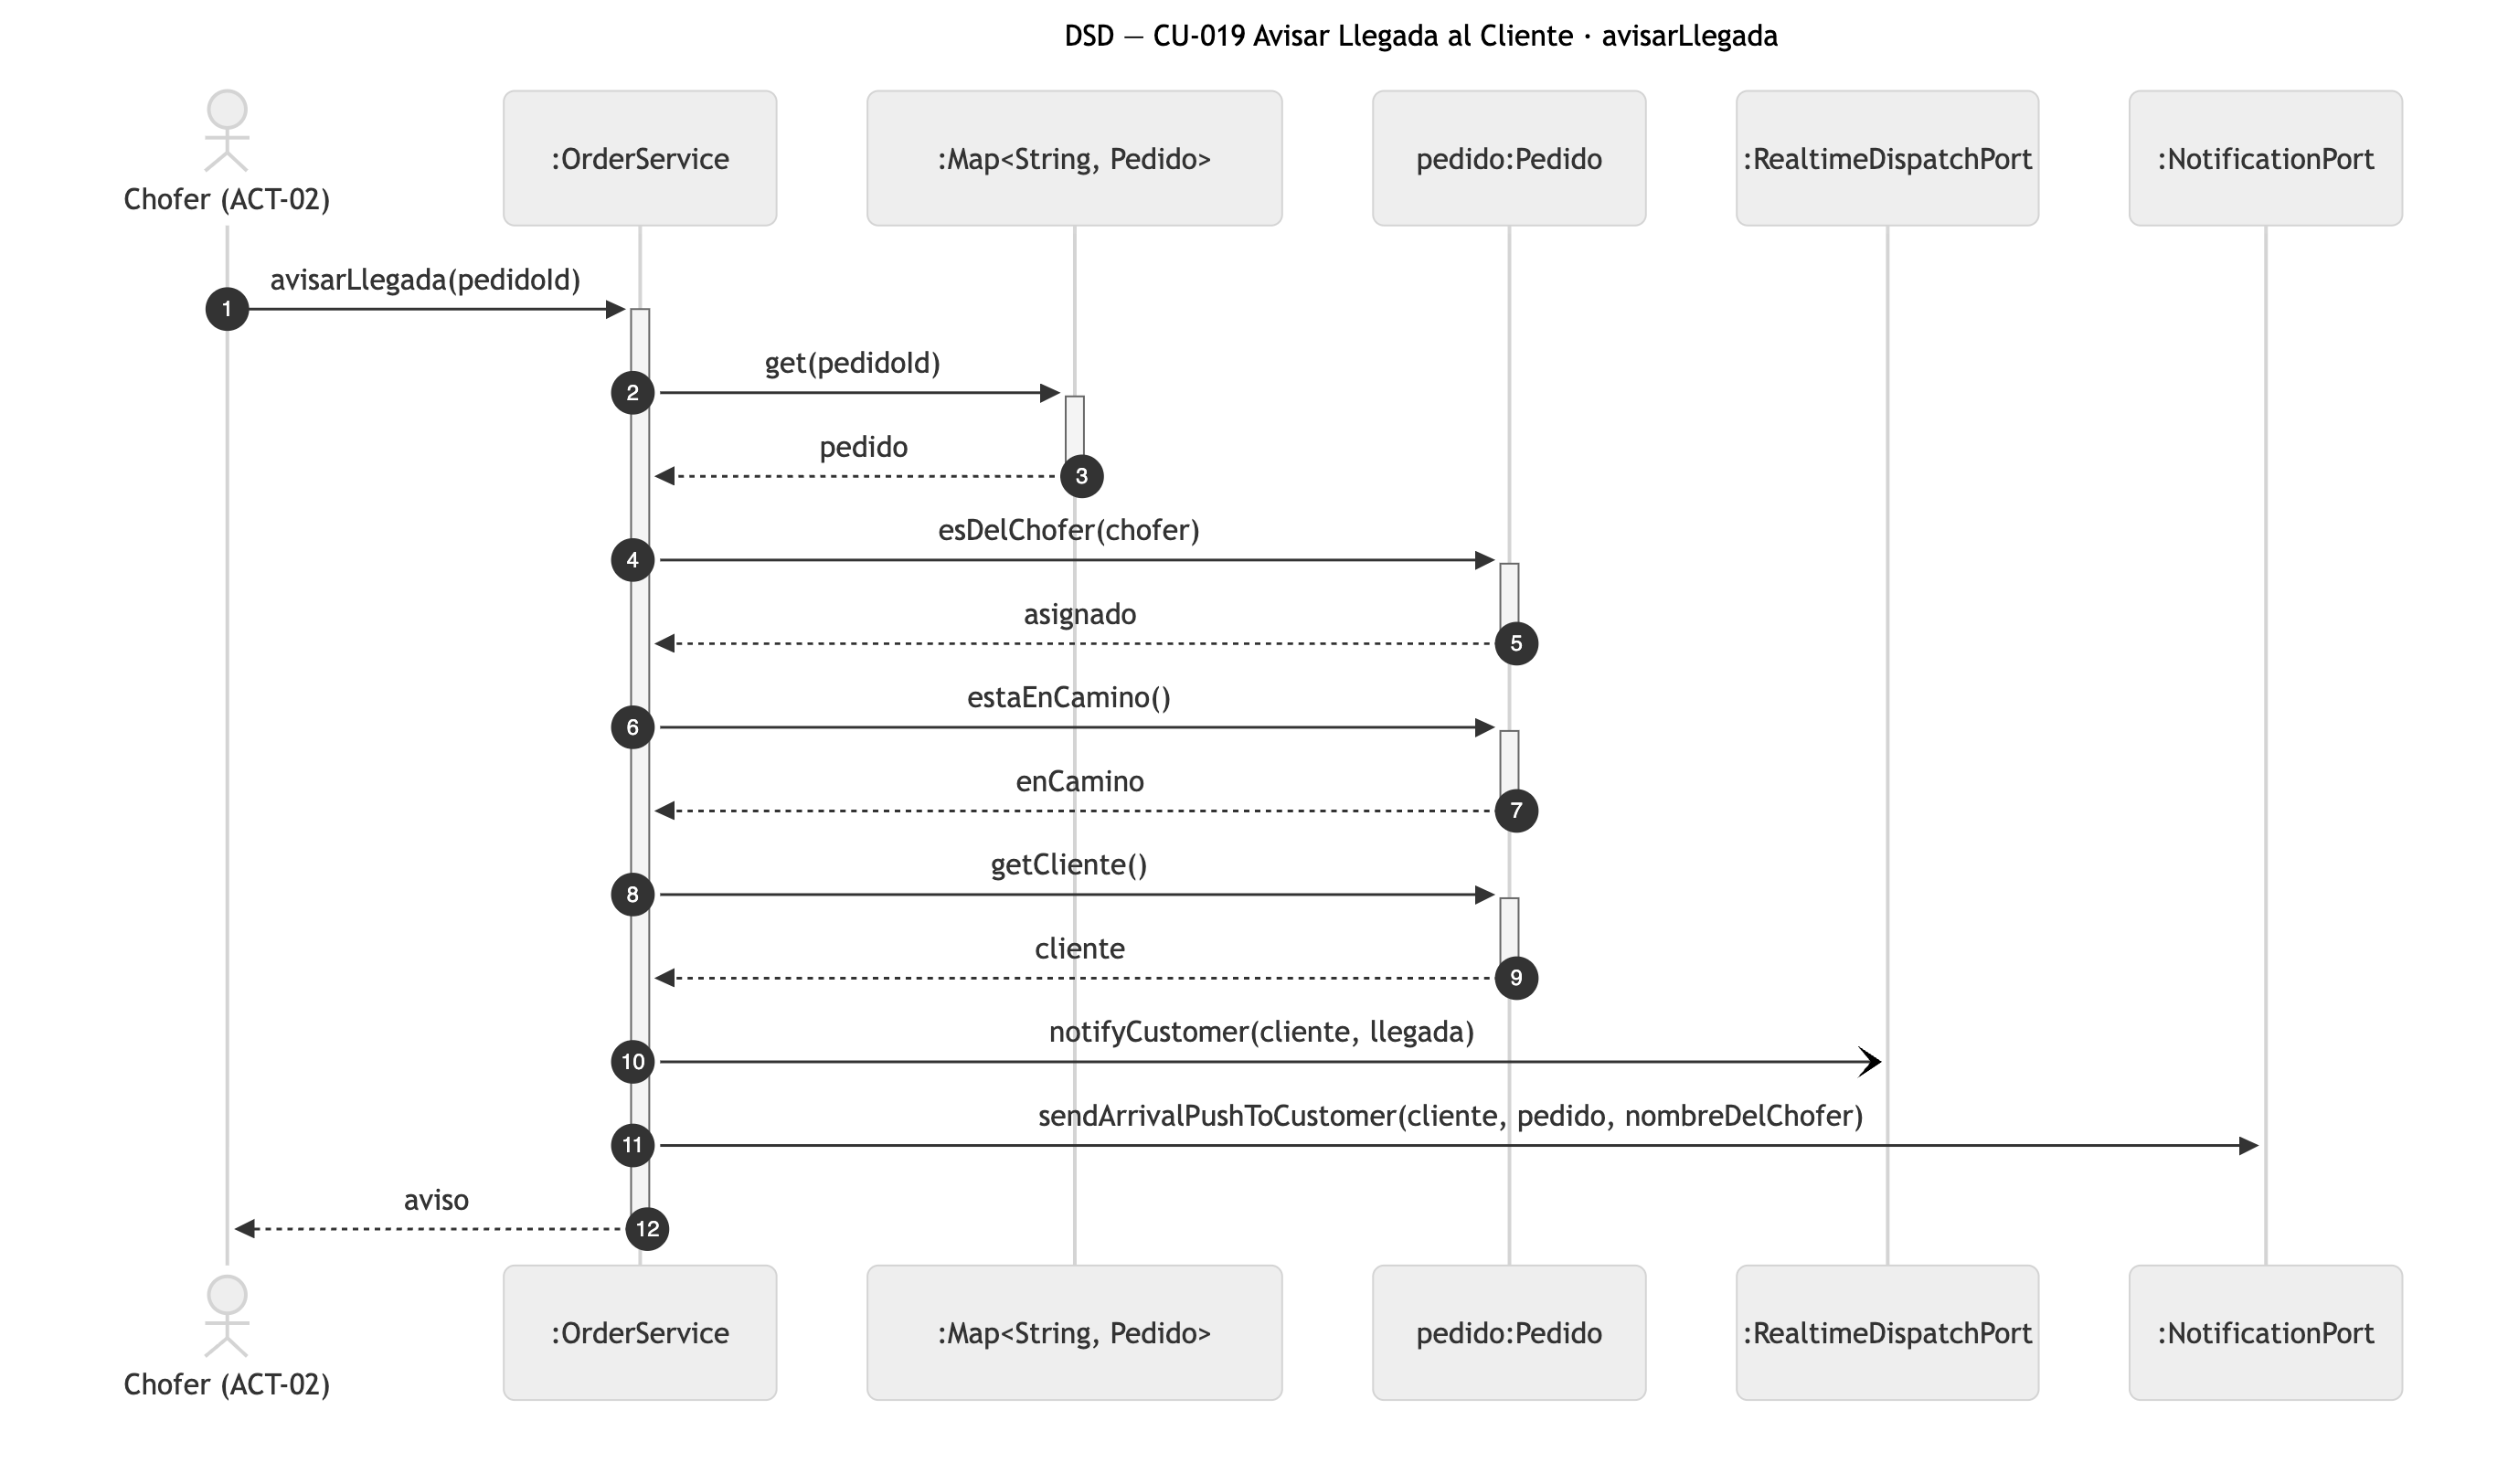 DSD — CU-019 Avisar Llegada al Cliente · avisarLlegada
Chofer (ACT-02)
:OrderService
:Map<String, Pedido>
pedido:Pedido
:RealtimeDispatchPort
:NotificationPort
avisarLlegada(pedidoId)
1
get(pedidoId)
2
pedido
3
esDelChofer(chofer)
4
asignado
5
estaEnCamino()
6
enCamino
7
getCliente()
8
cliente
9
notifyCustomer(cliente, llegada)
10
sendArrivalPushToCustomer(cliente, pedido, nombreDelChofer)
11
aviso
12
Chofer (ACT-02)
:OrderService
:Map<String, Pedido>
pedido:Pedido
:RealtimeDispatchPort
:NotificationPort